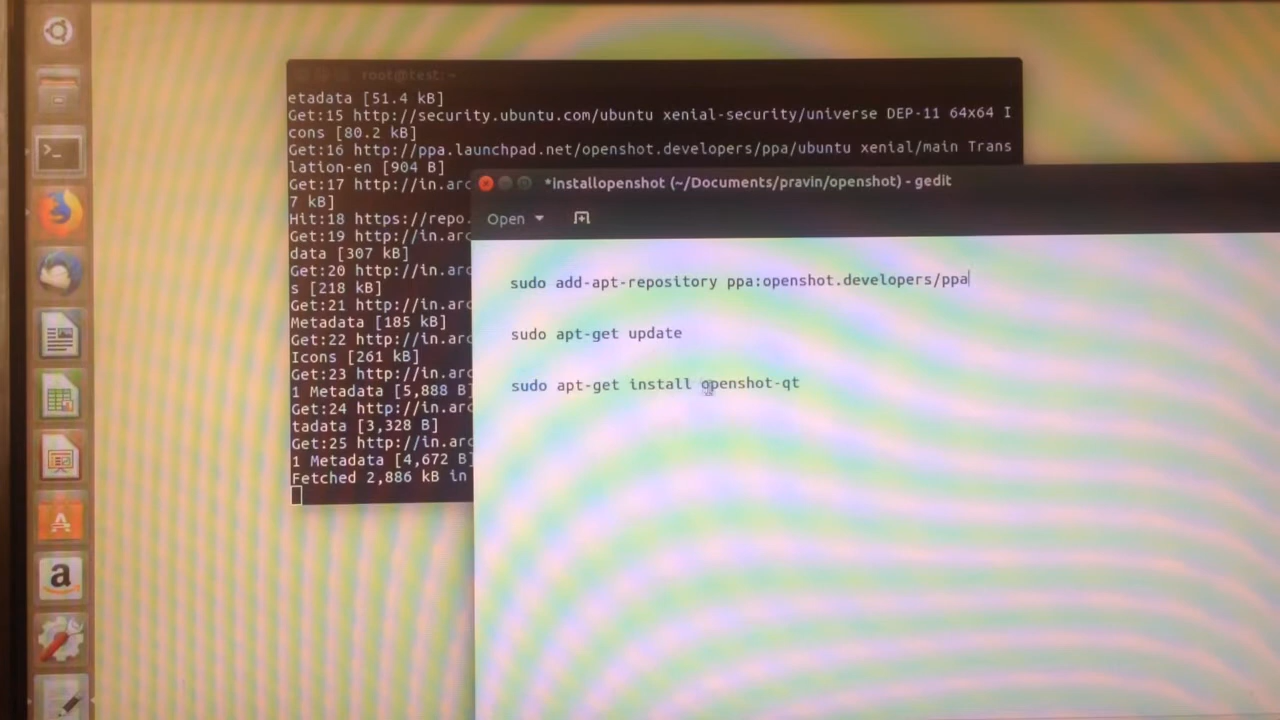 root@test: ~
etadata [51.4 kB]
Get:15 http://security.ubuntu.com/ubuntu xenial-security/universe DEP-11 64x64 I
cons [80.2 kB]
Get:16 http://ppa.launchpad.net/openshot.developers/ppa/ubuntu xenial/main Trans
lation-en [904 B]
Get:17 http://in.arc
7 kB]
Hit:18 https://repo.
Get:19 http://in.arc
data [307 kB]
Get:20 http://in.arc
s [218 kB]
Get:21 http://in.arc
Metadata [185 kB]
Get:22 http://in.arc
Icons [261 kB]
Get:23 http://in.arc
1 Metadata [5,888 B]
Get:24 http://in.arc
tadata [3,328 B]
Get:25 http://in.arc
1 Metadata [4,672 B]
Fetched 2,886 kB in
*Installopenshot (~/Documents/pravin/openshot) - gedit
Open
sudo add-apt-repository ppa:openshot.developers/ppa
sudo apt-get update
sudo apt-get install openshot-qt